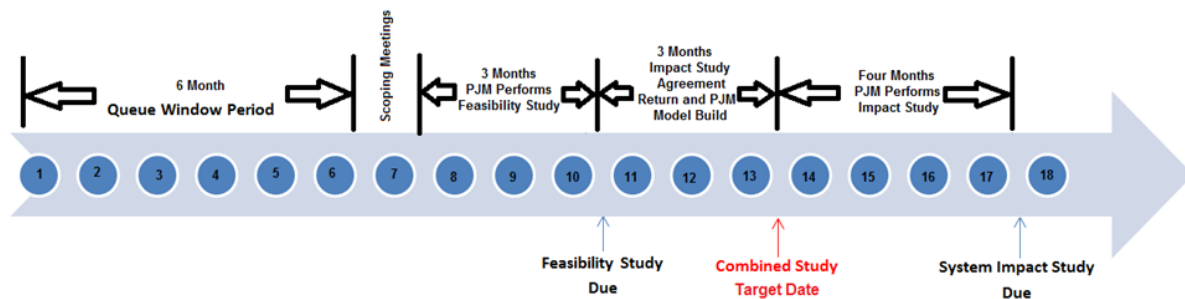 6 Month
Queue Window Period
Scoping Meetings
3 Months
PJM Performs
Feasibility Study
3 Months
Impact Study
Agreement
Return and PJM
Model Build
Four Months
PJM Performs
Impact Study
1 2 3 4 5 6 7 8 9 10 11 12 13 14 15 16 17 18
Feasibility Study
Due
Combined Study
Target Date
System Impact Study
Due